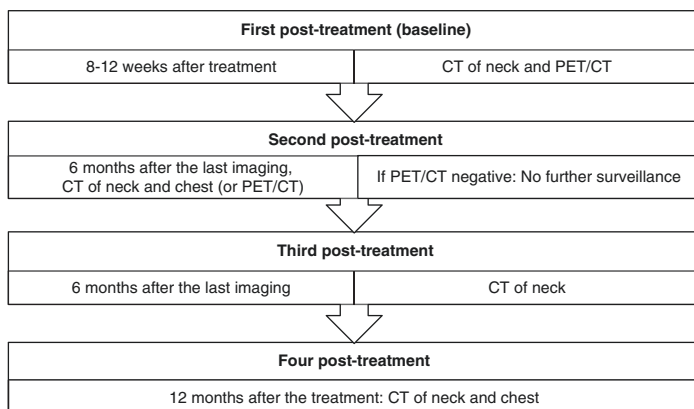 First post-treatment (baseline)
8-12 weeks after treatment
CT of neck and PET/CT
Second post-treatment
6 months after the last imaging,
CT of neck and chest (or PET/CT)
If PET/CT negative: No further surveillance
Third post-treatment
6 months after the last imaging
CT of neck
Four post-treatment
12 months after the treatment: CT of neck and chest